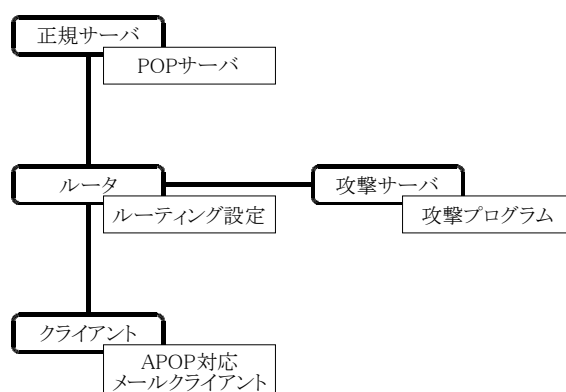 正規サーバ
POPサーバ
ルータ
攻撃サーバ
ルーティング設定
攻撃プログラム
クライアント
APOP対応
メールクライアント